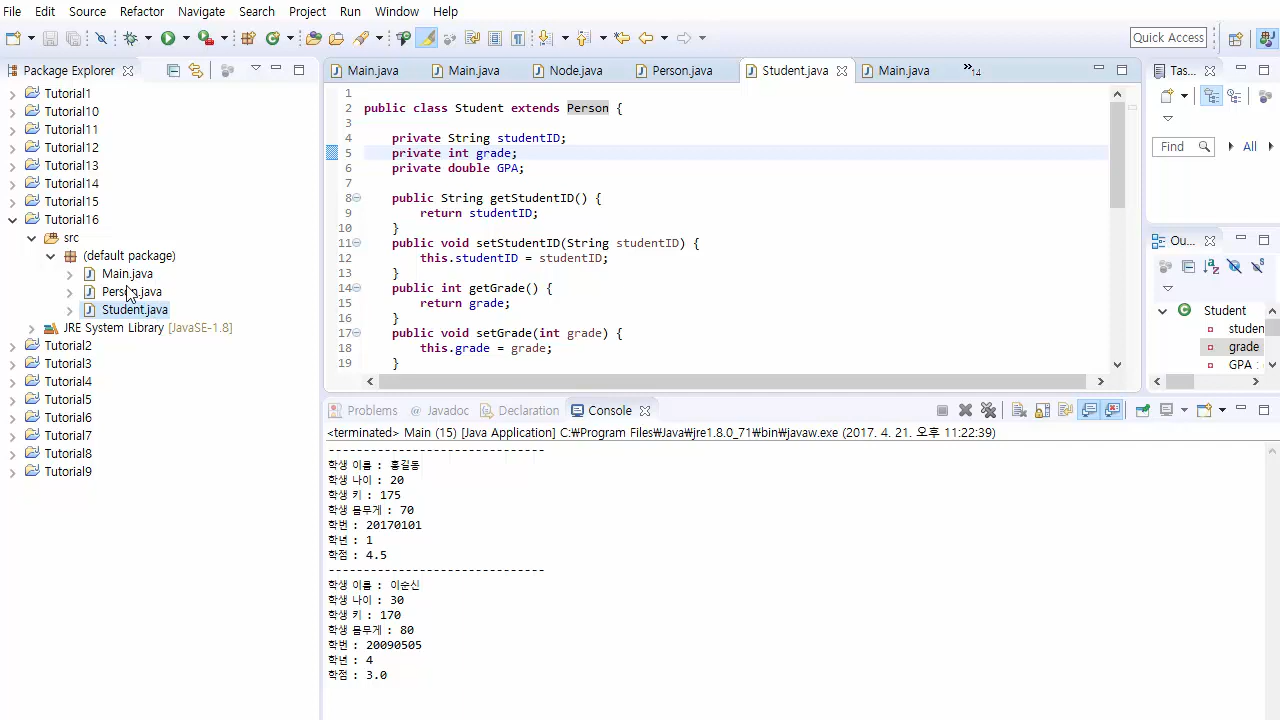 File Edit Source Refactor Navigate Search Project Run Window Help
Quick Access
Package Explorer
Tutorial1
Tutorial10
Tutorial11
Tutorial12
Tutorial13
Tutorial14
Tutorial15
Tutorial16
src
(default package)
Main.java
Person.java
Student.java
JRE System Library [JavaSE-1.8]
Tutorial2
Tutorial3
Tutorial4
Tutorial5
Tutorial6
Tutorial7
Tutorial8
Tutorial9
Main.java Main.java Node.java Person.java Student.java Main.java »14
1
2 public class Student extends Person {
3
4 private String studentID;
5 private int grade;
6 private double GPA;
7
8 public String getStudentID() {
9 return studentID;
10 }
11 public void setStudentID(String studentID) {
12 this.studentID = studentID;
13 }
14 public int getGrade() {
15 return grade;
16 }
17 public void setGrade(int grade) {
18 this.grade = grade;
19 }
Tas...
Find All
Ou...
Student
studen
grade
GPA :
Problems @ Javadoc Declaration Console
<terminated> Main (15) [Java Application] C:₩Program Files₩Java₩jre1.8.0_71₩bin₩javaw.exe (2017. 4. 21. 오후 11:22:39)
-------------------------------
학생 이름 : 홍길동
학생 나이 : 20
학생 키 : 175
학생 몸무게 : 70
학번 : 20170101
학년 : 1
학점 : 4.5
-------------------------------
학생 이름 : 이순신
학생 나이 : 30
학생 키 : 170
학생 몸무게 : 80
학번 : 20090505
학년 : 4
학점 : 3.0